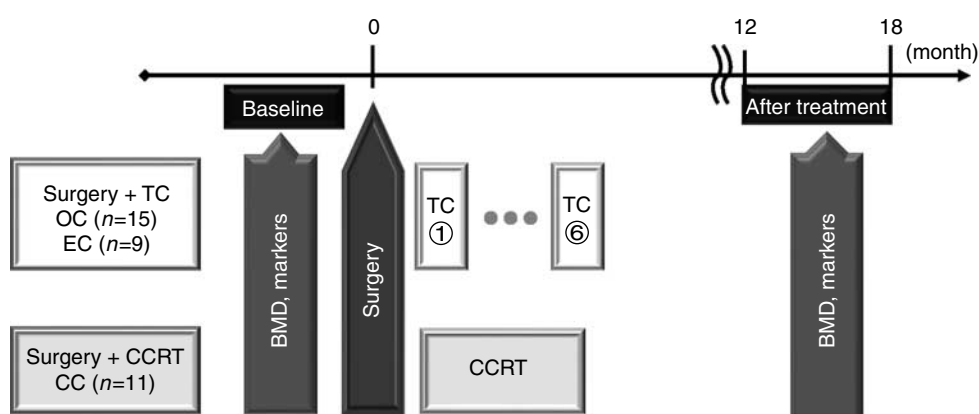 0
12
18
(month)
Baseline
After treatment
Surgery + TC
OC (n=15)
EC (n=9)
BMD, markers
Surgery
TC
①
TC
⑥
BMD, markers
Surgery + CCRT
CC (n=11)
CCRT